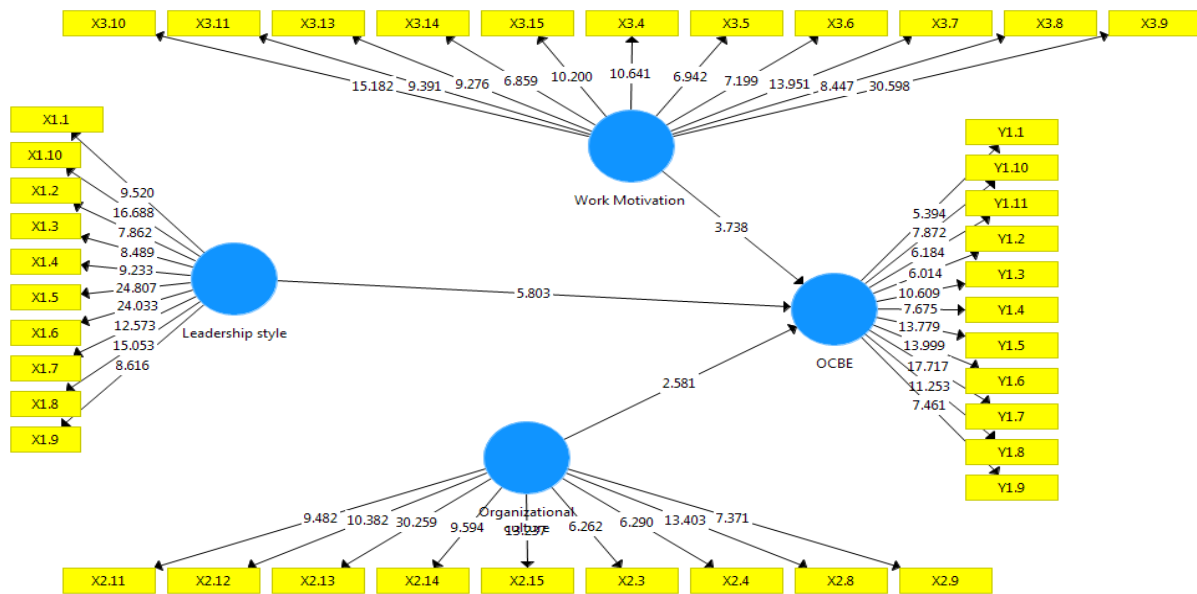 X3.10 X3.11 X3.13 X3.14 X3.15 X3.4 X3.5 X3.6 X3.7 X3.8 X3.9
15.182 9.391 9.276 6.859 10.200 10.641 6.942 7.199 13.951 8.447 30.598
Work Motivation
X1.1
X1.10
X1.2
X1.3
X1.4
X1.5
X1.6
X1.7
X1.8
X1.9
9.520
16.688
7.862
8.489
9.233
24.807
24.033
12.573
15.053
8.616
Leadership style
3.738
5.803
2.581
OCBE
5.394
7.872
6.184
6.014
10.609
7.675
13.779
13.999
17.717
11.253
7.461
Y1.1
Y1.10
Y1.11
Y1.2
Y1.3
Y1.4
Y1.5
Y1.6
Y1.7
Y1.8
Y1.9
Organizational
culture
9.482 10.382 30.259 9.594 13.237 6.262 6.290 13.403 7.371
X2.11 X2.12 X2.13 X2.14 X2.15 X2.3 X2.4 X2.8 X2.9